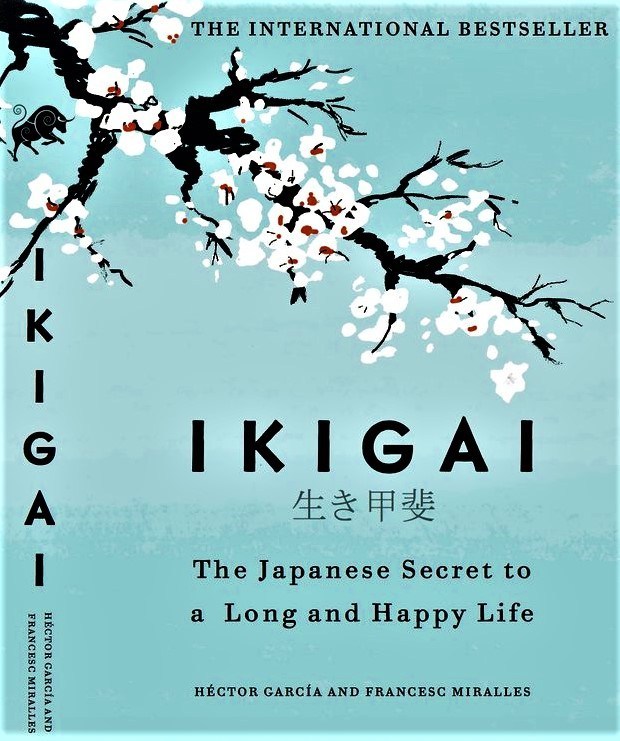 THE INTERNATIONAL BESTSELLER
IKIGAI
生き甲斐
The Japanese Secret to
a Long and Happy Life
HÉCTOR GARCÍA AND FRANCESC MIRALLES
IKIGAI
HÉCTOR GARCÍA AND
FRANCESC MIRALLES